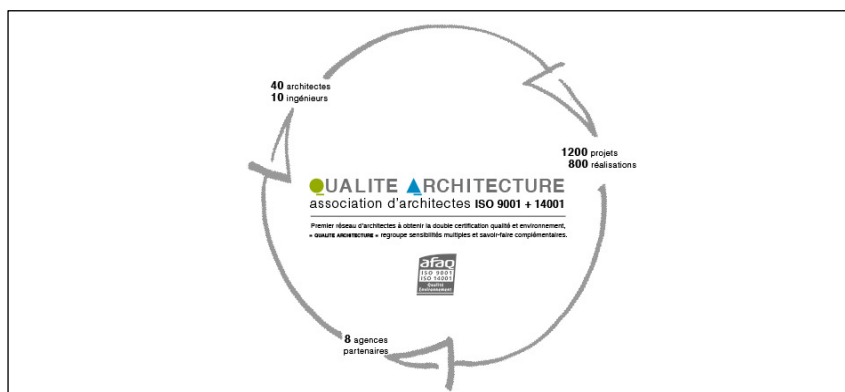 40 architectes
10 ingénieurs
1200 projets
800 réalisations
QUALITE ARCHITECTURE
association d'architectes ISO 9001 + 14001
Premier réseau d'architectes à obtenir la double certification qualité et environnement,
« QUALITE ARCHITECTURE » regroupe sensibilités multiples et savoir-faire complémentaires.
afaq
ISO 9001
ISO 14001
Qualité
Environnement
8 agences
partenaires